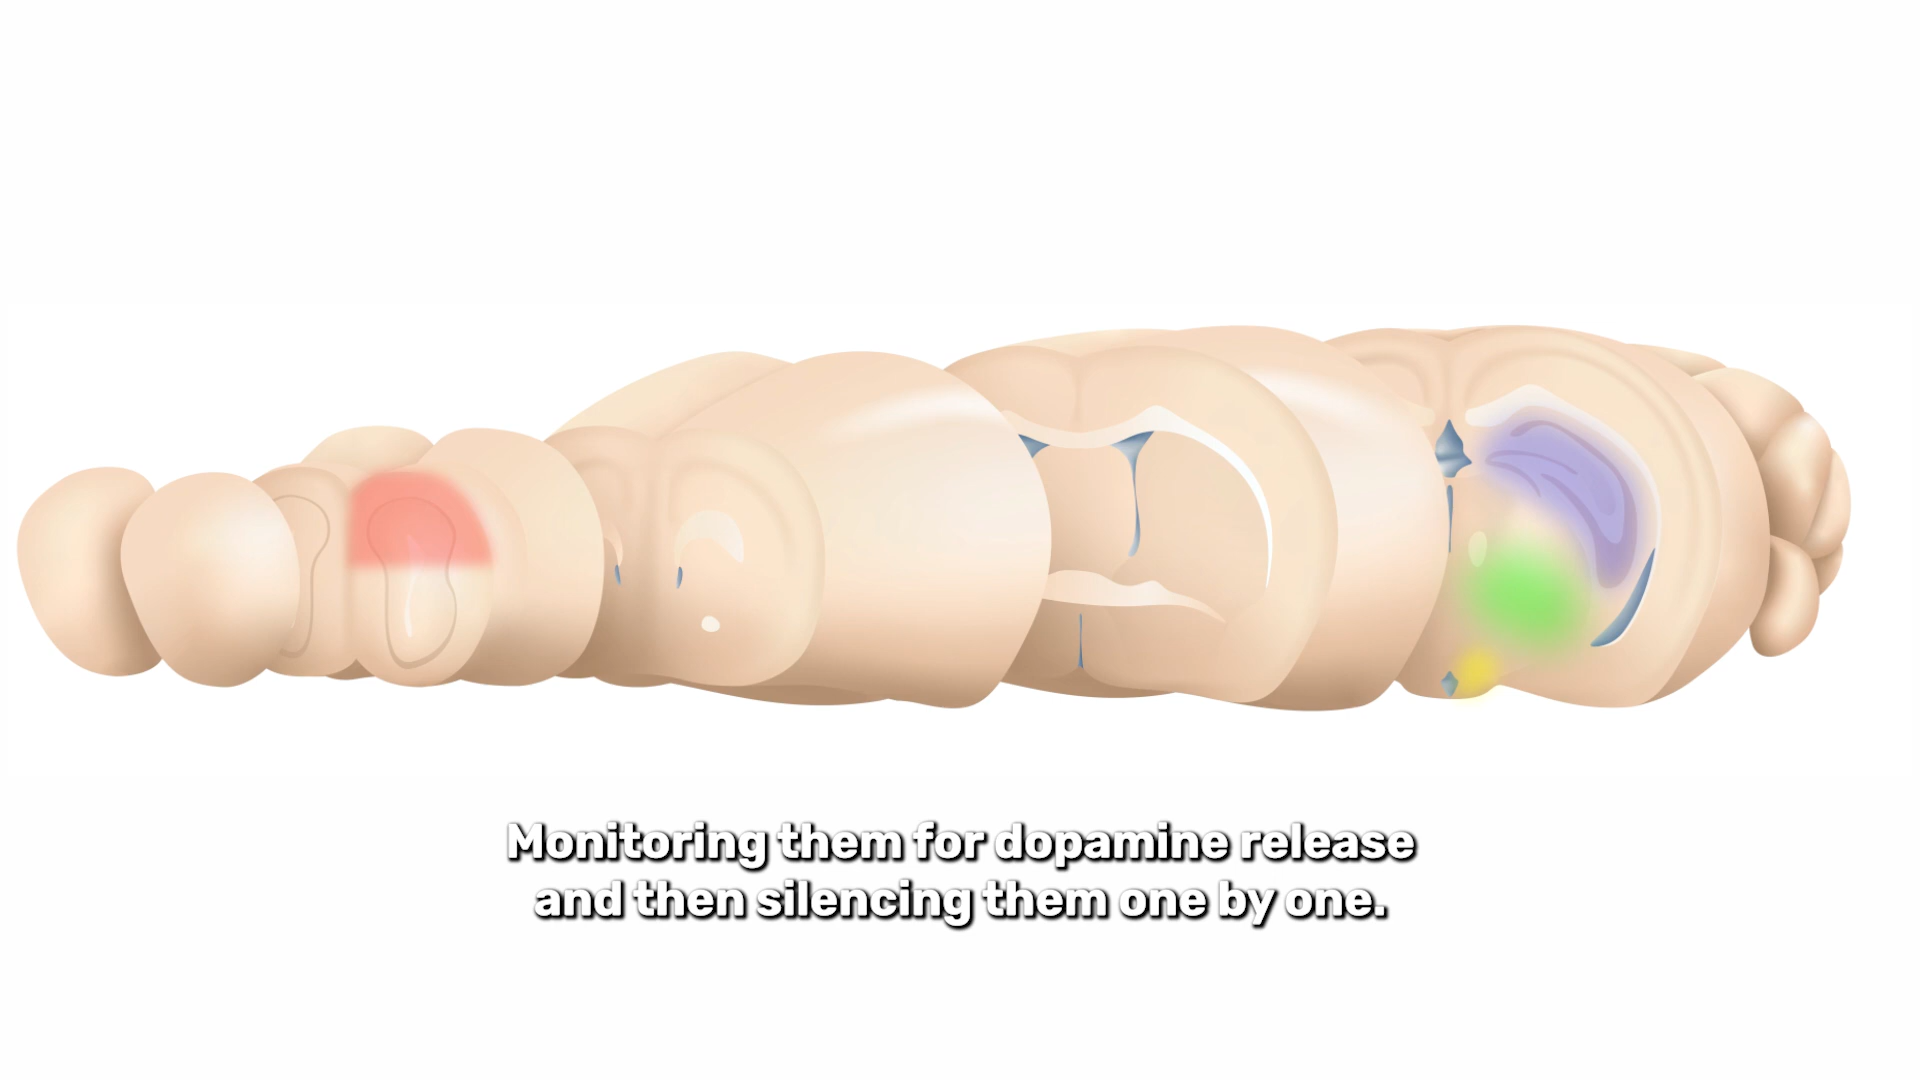 Monitoring them for dopamine release
and then silencing them one by one.